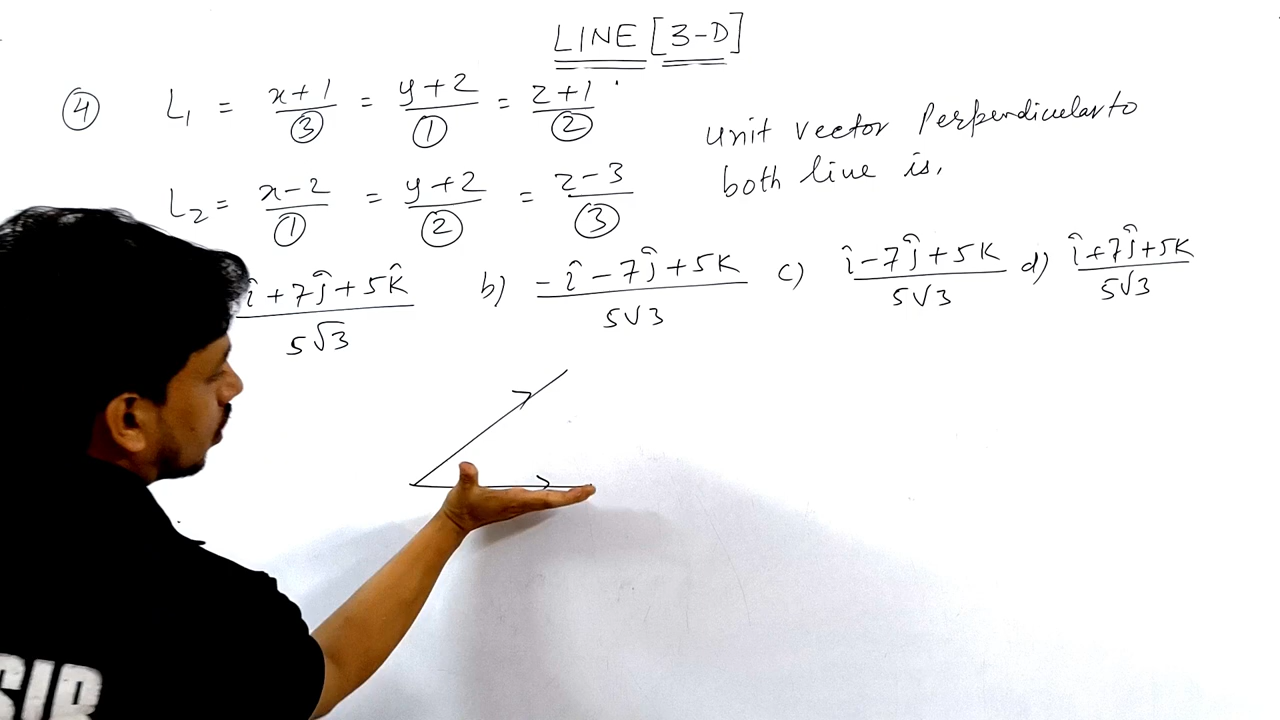 LINE [3-D]
④ L₁ = x+1/③ = y+2/① = z+1/②
unit vector perpendicular to
both line is,
L₂ = x-2/① = y+2/② = z-3/③
î+7ĵ+5k̂/5√3 b) -î-7ĵ+5k/5√3 c) î-7ĵ+5k/5√3 d) î+7ĵ+5k/5√3
SIR